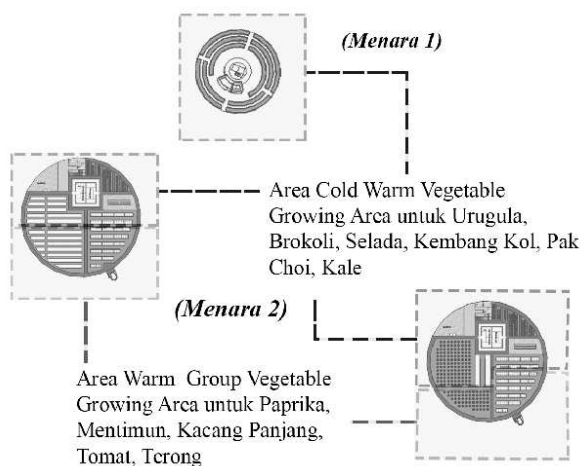 (Menara 1)
Area Cold Warm Vegetable
Growing Area untuk Urugula,
Brokoli, Selada, Kembang Kol, Pak
Choi, Kale
(Menara 2)
Area Warm Group Vegetable
Growing Area untuk Paprika,
Mentimun, Kacang Panjang,
Tomat, Terong